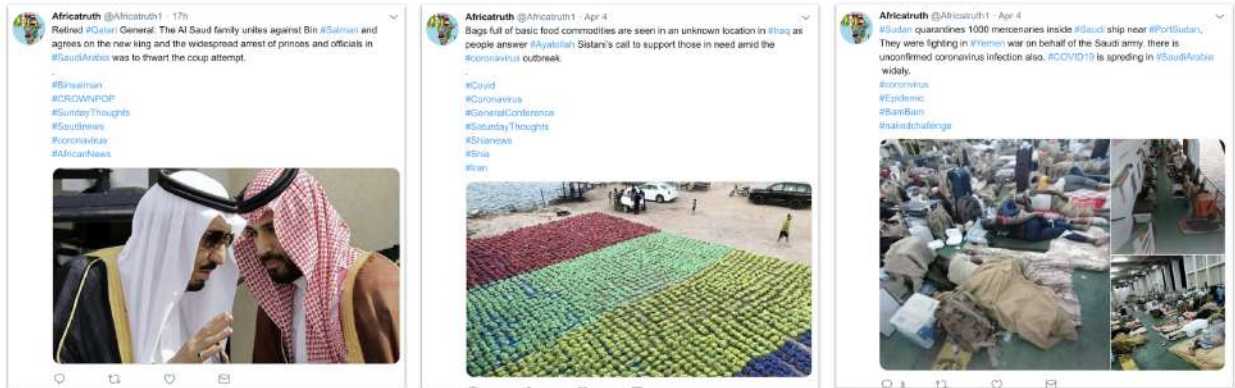 Africatruth @Africatruth1 · 17h
Retired #Qatari General: The Al Saud family unites against Bin #Salman and
agrees on the new king and the widespread arrest of princes and officials in
#SaudiArabia was to thwart the coup attempt.
.
#Binsalman
#CROWNPOP
#SundayThoughts
#Saudinews
#coronavirus
#AfricanNews
Africatruth @Africatruth1 · Apr 4
Bags full of basic food commodities are seen in an unknown location in #Iraq as
people answer #Ayatollah Sistani's call to support those in need amid the
#coronavirus outbreak.
.
#Covid
#Coronavirus
#GeneralConference
#SaturdayThoughts
#Shianews
#Shia
#Iran
Africatruth @Africatruth1 · Apr 4
#Sudan quarantines 1000 mercenaries inside #Saudi ship near #PortSudan,
They were fighting in #Yemen war on behalf of the Saudi army, there is
unconfirmed coronavirus infection also. #COVID19 is spreding in #SaudiArabia
widely.
#coronvirus
#Epidemic
#BamBam
#nakedchallenge